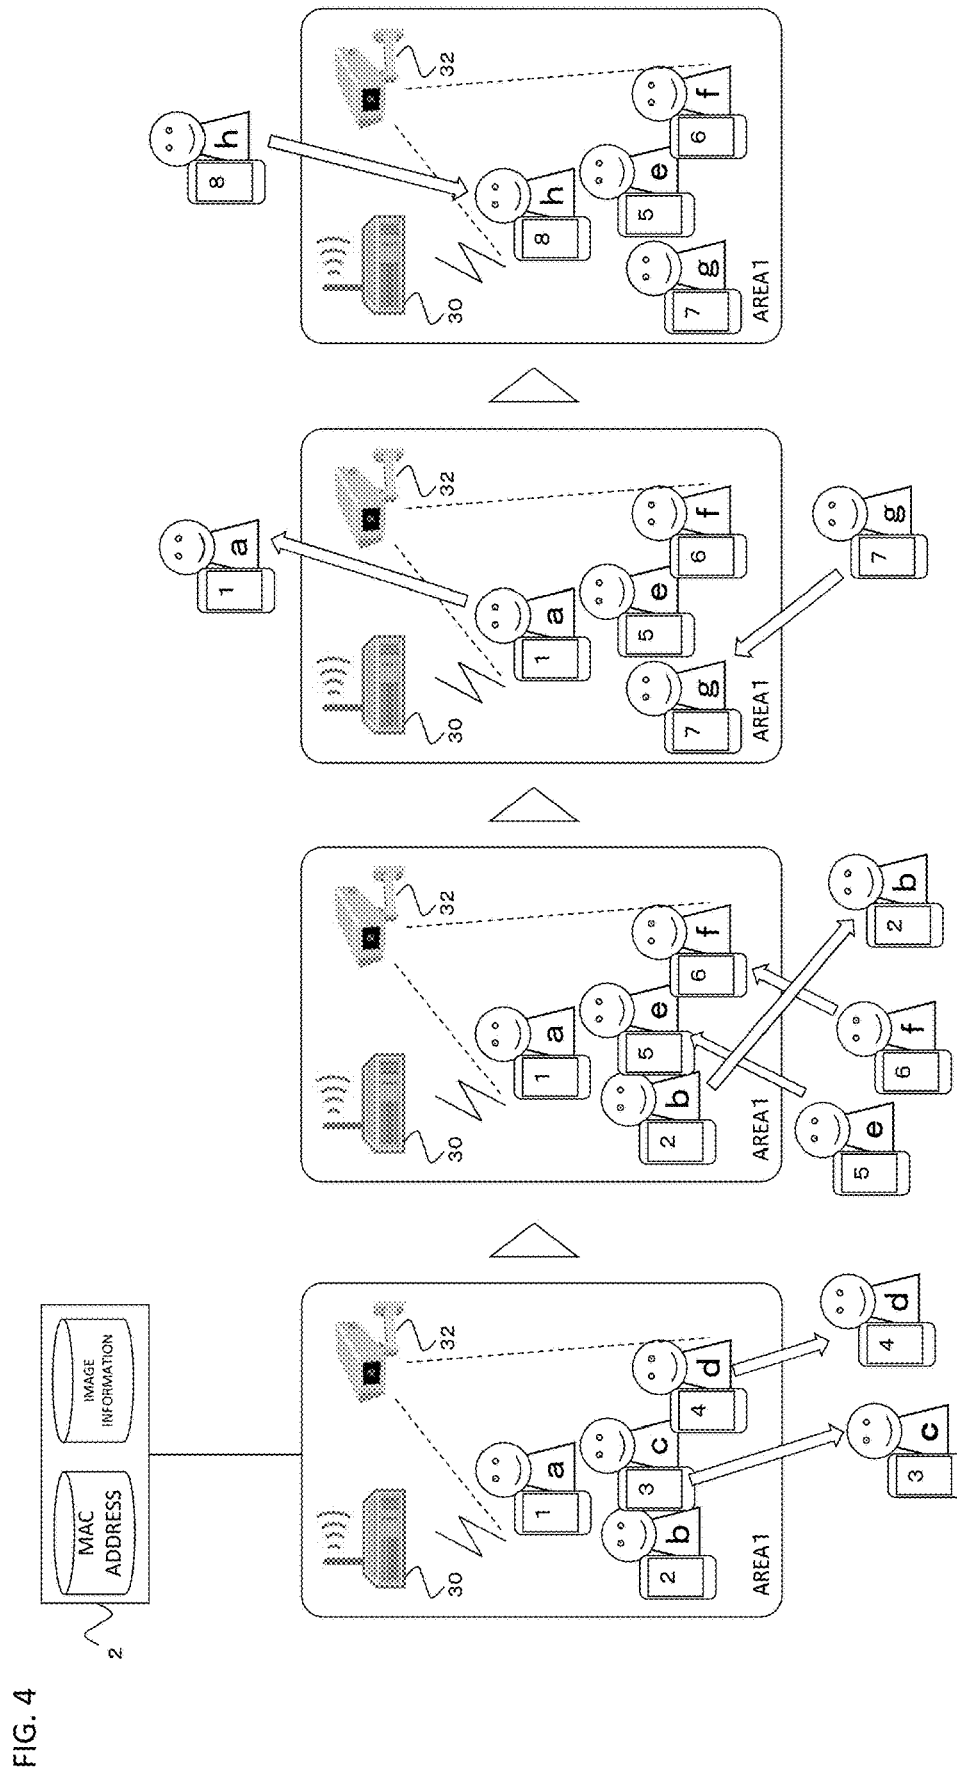 FIG. 4
2
MAC
ADDRESS
IMAGE
INFORMATION
30
32
1
a
2
b
3
c
4
d
AREA1
3
c
4
d
30
32
1
a
2
b
5
e
6
f
AREA1
5
e
6
f
2
b
1
a
30
32
1
a
5
e
6
f
7
g
AREA1
7
g
8
h
30
32
8
h
5
e
6
f
7
g
AREA1